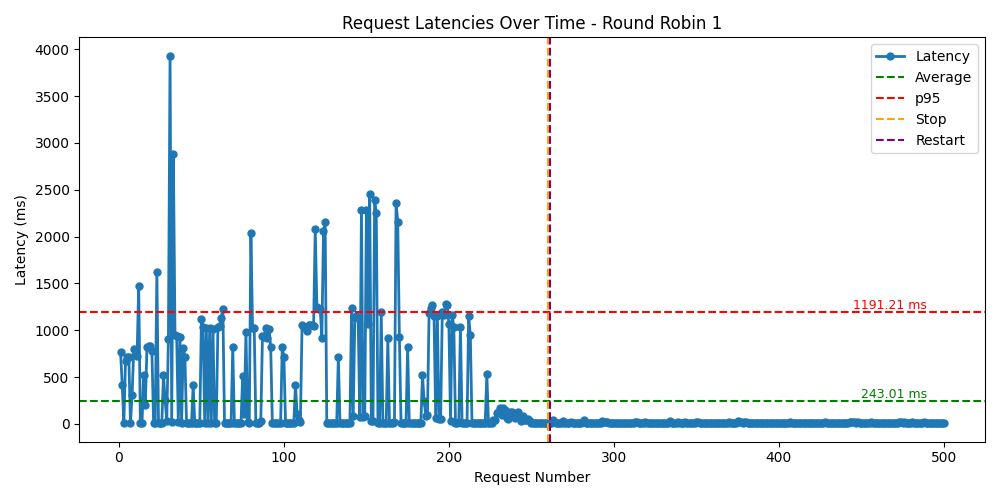 Request Latencies Over Time - Round Robin 1
Latency (ms)
4000
3500
3000
2500
2000
1500
1000
500
0
Latency
Average
p95
Stop
Restart
1191.21 ms
243.01 ms
0
100
200
300
400
500
Request Number